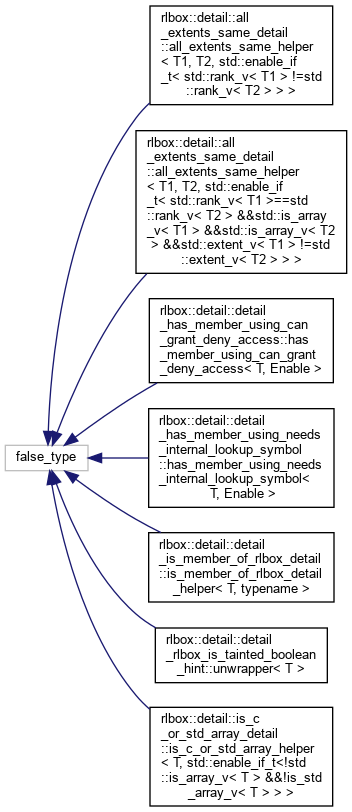 rlbox::detail::all
_extents_same_detail
::all_extents_same_helper
< T1, T2, std::enable_if
_t< std::rank_v< T1 > !=std
::rank_v< T2 > > >
rlbox::detail::all
_extents_same_detail
::all_extents_same_helper
< T1, T2, std::enable_if
_t< std::rank_v< T1 >==std
::rank_v< T2 > &&std::is_array
_v< T1 > &&std::is_array_v< T2
> &&std::extent_v< T1 > !=std
::extent_v< T2 > > >
rlbox::detail::detail
_has_member_using_can
_grant_deny_access::has
_member_using_can_grant
_deny_access< T, Enable >
rlbox::detail::detail
_has_member_using_needs
_internal_lookup_symbol
::has_member_using_needs
_internal_lookup_symbol<
T, Enable >
false_type
rlbox::detail::detail
_is_member_of_rlbox_detail
::is_member_of_rlbox_detail
_helper< T, typename >
rlbox::detail::detail
_rlbox_is_tainted_boolean
_hint::unwrapper< T >
rlbox::detail::is_c
_or_std_array_detail
::is_c_or_std_array_helper
< T, std::enable_if_t<!std
::is_array_v< T > &&!is_std
_array_v< T > > >